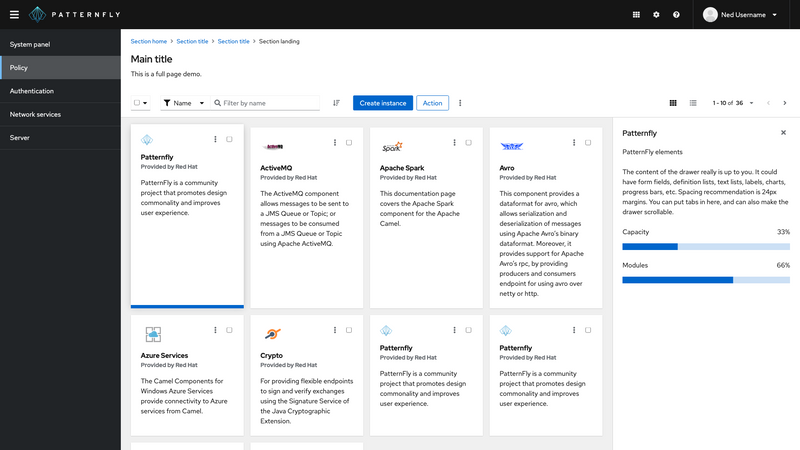 PATTERNFLY
Ned Username
System panel
Policy
Authentication
Network services
Server
Section home > Section title > Section title > Section landing
Main title
This is a full page demo.
Name
Filter by name
Create instance
Action
1 - 10 of 36
Patternfly
Provided by Red Hat
PatternFly is a community
project that promotes design
commonality and improves
user experience.
ActiveMQ
ActiveMQ
Provided by Red Hat
The ActiveMQ component
allows messages to be sent to
a JMS Queue or Topic; or
messages to be consumed
from a JMS Queue or Topic
using Apache ActiveMQ.
Spark
Apache Spark
Provided by Red Hat
This documentation page
covers the Apache Spark
component for the Apache
Camel.
Avro
Provided by Red Hat
This component provides a
dataformat for avro, which
allows serialization and
deserialization of messages
using Apache Avro's binary
dataformat. Moreover, it
provides support for Apache
Avro's rpc, by providing
producers and consumers
endpoint for using avro over
netty or http.
Azure Services
Provided by Red Hat
The Camel Components for
Windows Azure Services
provide connectivity to Azure
services from Camel.
Crypto
Provided by Red Hat
For providing flexible endpoints
to sign and verify exchanges
using the Signature Service of
the Java Cryptographic
Extension.
Patternfly
Provided by Red Hat
PatternFly is a community
project that promotes design
commonality and improves
user experience.
Patternfly
Provided by Red Hat
PatternFly is a community
project that promotes design
commonality and improves
user experience.
Patternfly
PatternFly elements
The content of the drawer really is up to you. It could
have form fields, definition lists, text lists, labels, charts,
progress bars, etc. Spacing recommendation is 24px
margins. You can put tabs in here, and can also make the
drawer scrollable.
Capacity 33%
Modules 66%